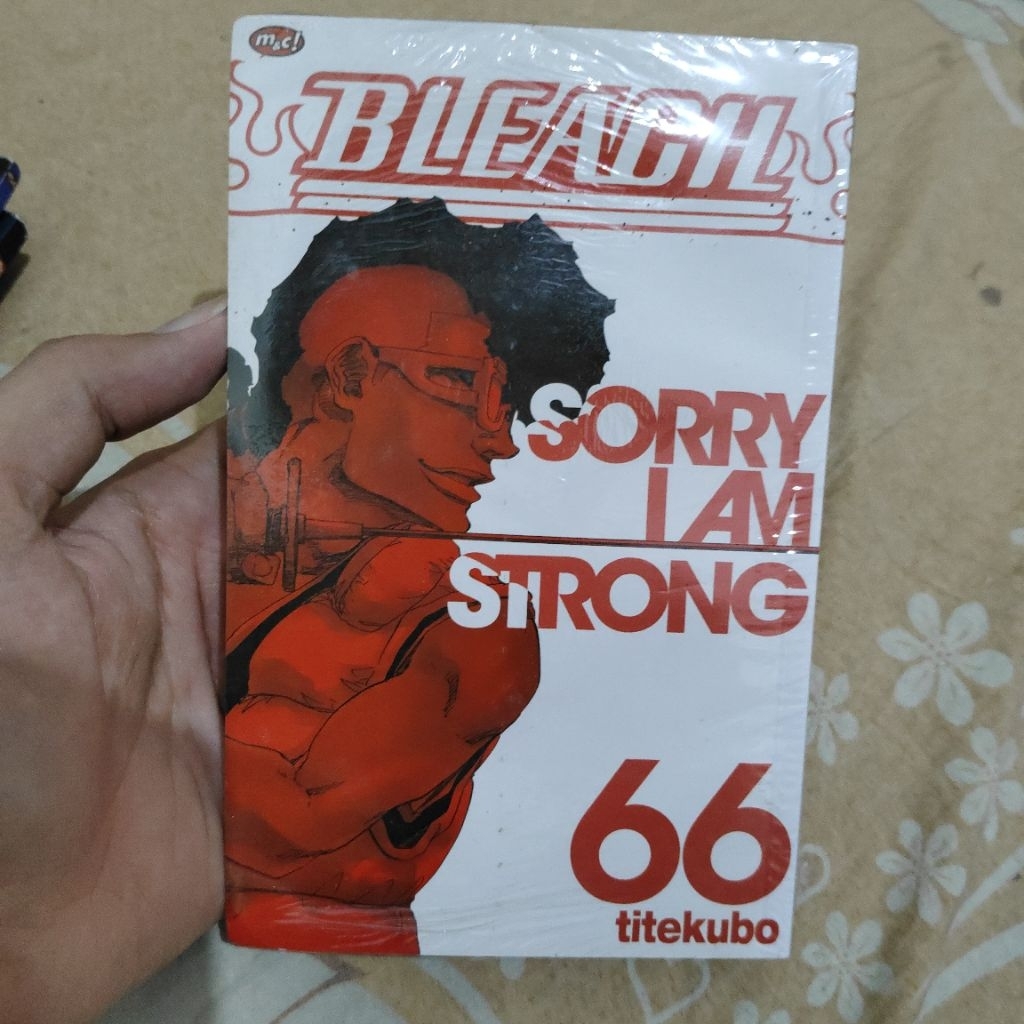 m&c!
BLEACH
SORRY
I AM
STRONG
66
titekubo